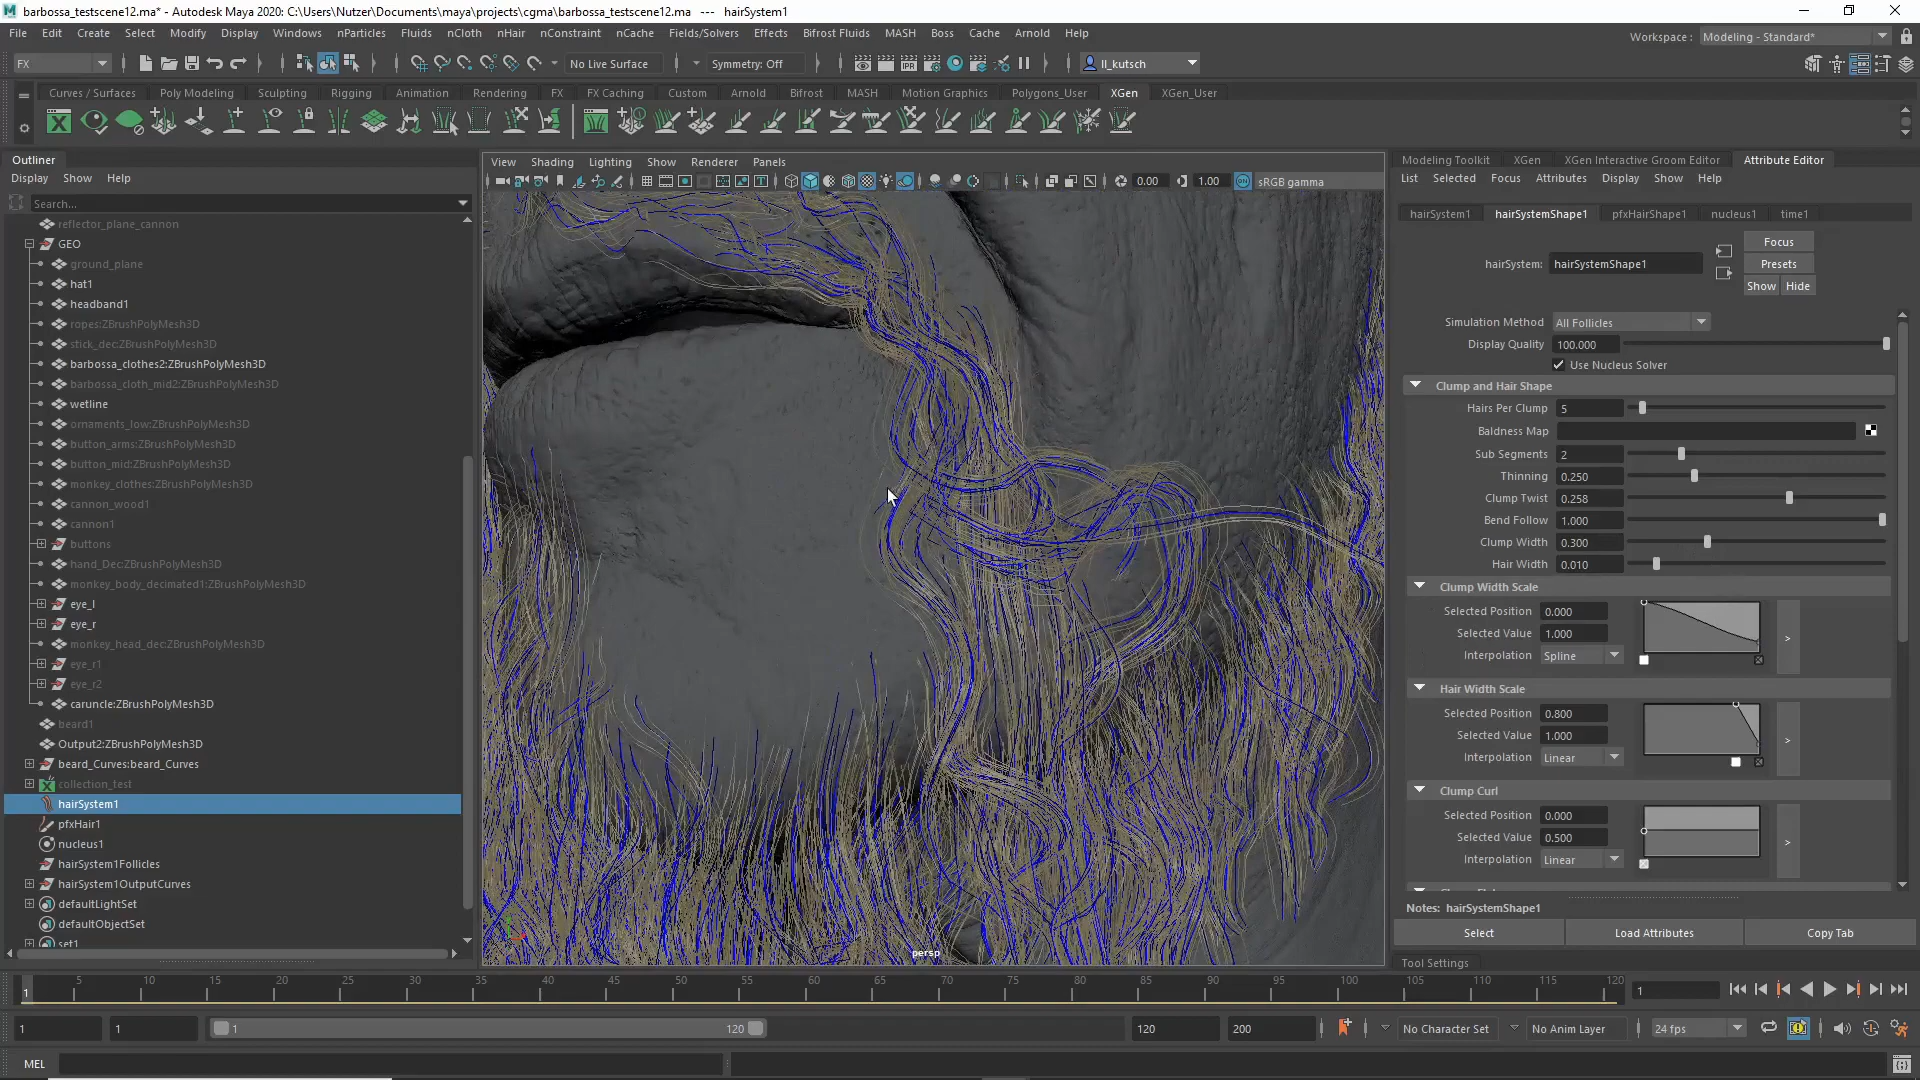 barbossa_testscene12.ma* - Autodesk Maya 2020: C:\Users\Nutzer\Documents\maya\projects\cgma\barbossa_testscene12.ma   ---   hairSystem1
File Edit Create Select Modify Display Windows nParticles Fluids nCloth nHair nConstraint nCache Fields/Solvers Effects Bifrost Fluids MASH Boss Cache Arnold Help
Workspace : Modeling - Standard*
FX No Live Surface Symmetry: Off ll_kutsch
Curves / Surfaces Poly Modeling Sculpting Rigging Animation Rendering FX FX Caching Custom Arnold Bifrost MASH Motion Graphics Polygons_User XGen XGen_User
Outliner
Display Show Help
Search...
reflector_plane_cannon
GEO
ground_plane
hat1
headband1
ropes:ZBrushPolyMesh3D
stick_dec:ZBrushPolyMesh3D
barbossa_clothes2:ZBrushPolyMesh3D
barbossa_cloth_mid2:ZBrushPolyMesh3D
wetline
ornaments_low:ZBrushPolyMesh3D
button_arms:ZBrushPolyMesh3D
button_mid:ZBrushPolyMesh3D
monkey_clothes:ZBrushPolyMesh3D
cannon_wood1
cannon1
buttons
hand_Dec:ZBrushPolyMesh3D
monkey_body_decimated1:ZBrushPolyMesh3D
eye_l
eye_r
monkey_head_dec:ZBrushPolyMesh3D
eye_r1
eye_r2
caruncle:ZBrushPolyMesh3D
beard1
Output2:ZBrushPolyMesh3D
beard_Curves:beard_Curves
collection_test
hairSystem1
pfxHair1
nucleus1
hairSystem1Follicles
hairSystem1OutputCurves
defaultLightSet
defaultObjectSet
set1
View Shading Lighting Show Renderer Panels
0.00 1.00 sRGB gamma
persp
Modeling Toolkit XGen XGen Interactive Groom Editor Attribute Editor
List Selected Focus Attributes Display Show Help
hairSystem1 hairSystemShape1 pfxHairShape1 nucleus1 time1
hairSystem: hairSystemShape1
Focus
Presets
Show Hide
Simulation Method All Follicles
Display Quality 100.000
Use Nucleus Solver
Clump and Hair Shape
Hairs Per Clump 5
Baldness Map
Sub Segments 2
Thinning 0.250
Clump Twist 0.258
Bend Follow 1.000
Clump Width 0.300
Hair Width 0.010
Clump Width Scale
Selected Position 0.000
Selected Value 1.000
Interpolation Spline
>
Hair Width Scale
Selected Position 0.800
Selected Value 1.000
Interpolation Linear
>
Clump Curl
Selected Position 0.000
Selected Value 0.500
Interpolation Linear
>
Notes: hairSystemShape1
Select Load Attributes Copy Tab
Tool Settings
1 5 10 15 20 25 30 35 40 45 50 55 60 65 70 75 80 85 90 95 100 105 110 115 120 1
1 1 1 120 120 200 No Character Set No Anim Layer 24 fps
MEL